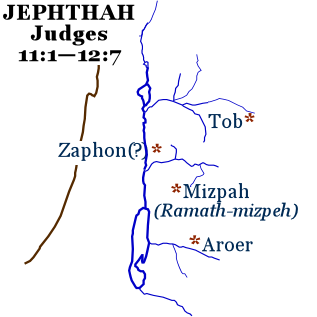 JEPHTHAH
Judges
11:1—12:7
Tob*
Zaphon(?) *
*Mizpah
(Ramath-mizpeh)
*Aroer